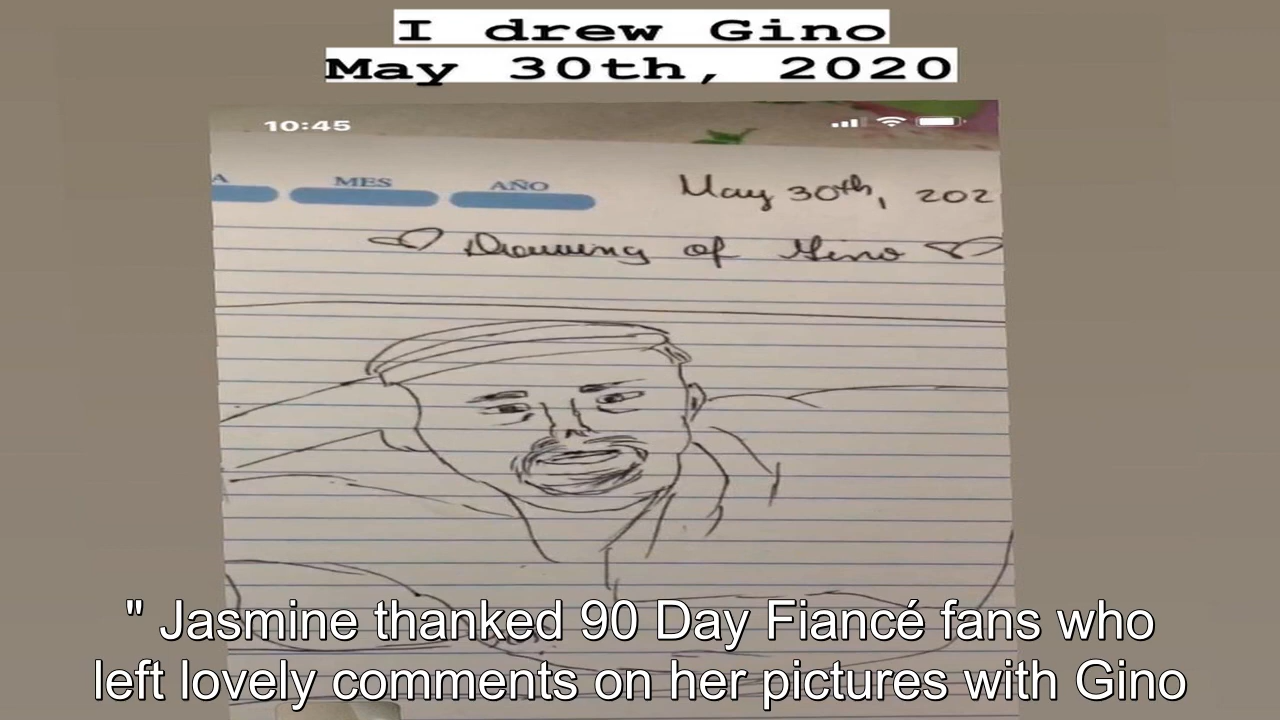 I drew Gino
May 30th, 2020
10:45
A MES AÑO
May 30th, 202
Drawing of Gino
" Jasmine thanked 90 Day Fiancé fans who
left lovely comments on her pictures with Gino